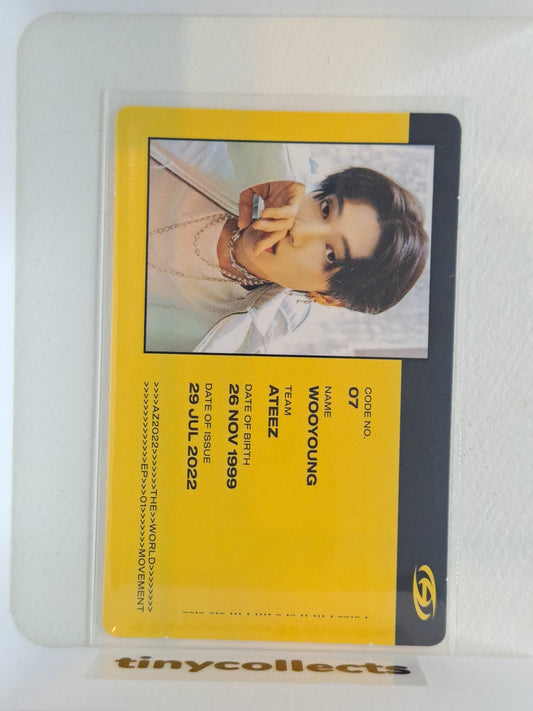 CODE NO.
07
NAME
WOOYOUNG
TEAM
ATEEZ
DATE OF BIRTH
26 NOV 1999
DATE OF ISSUE
29 JUL 2022
>>>>AZ2022>>>>>>>THE>>WORLD>>>>>>>>>
>>>>>>>>>>>>>>>EP>>>01>>>>>>>>MOVEMENT
tinycollects